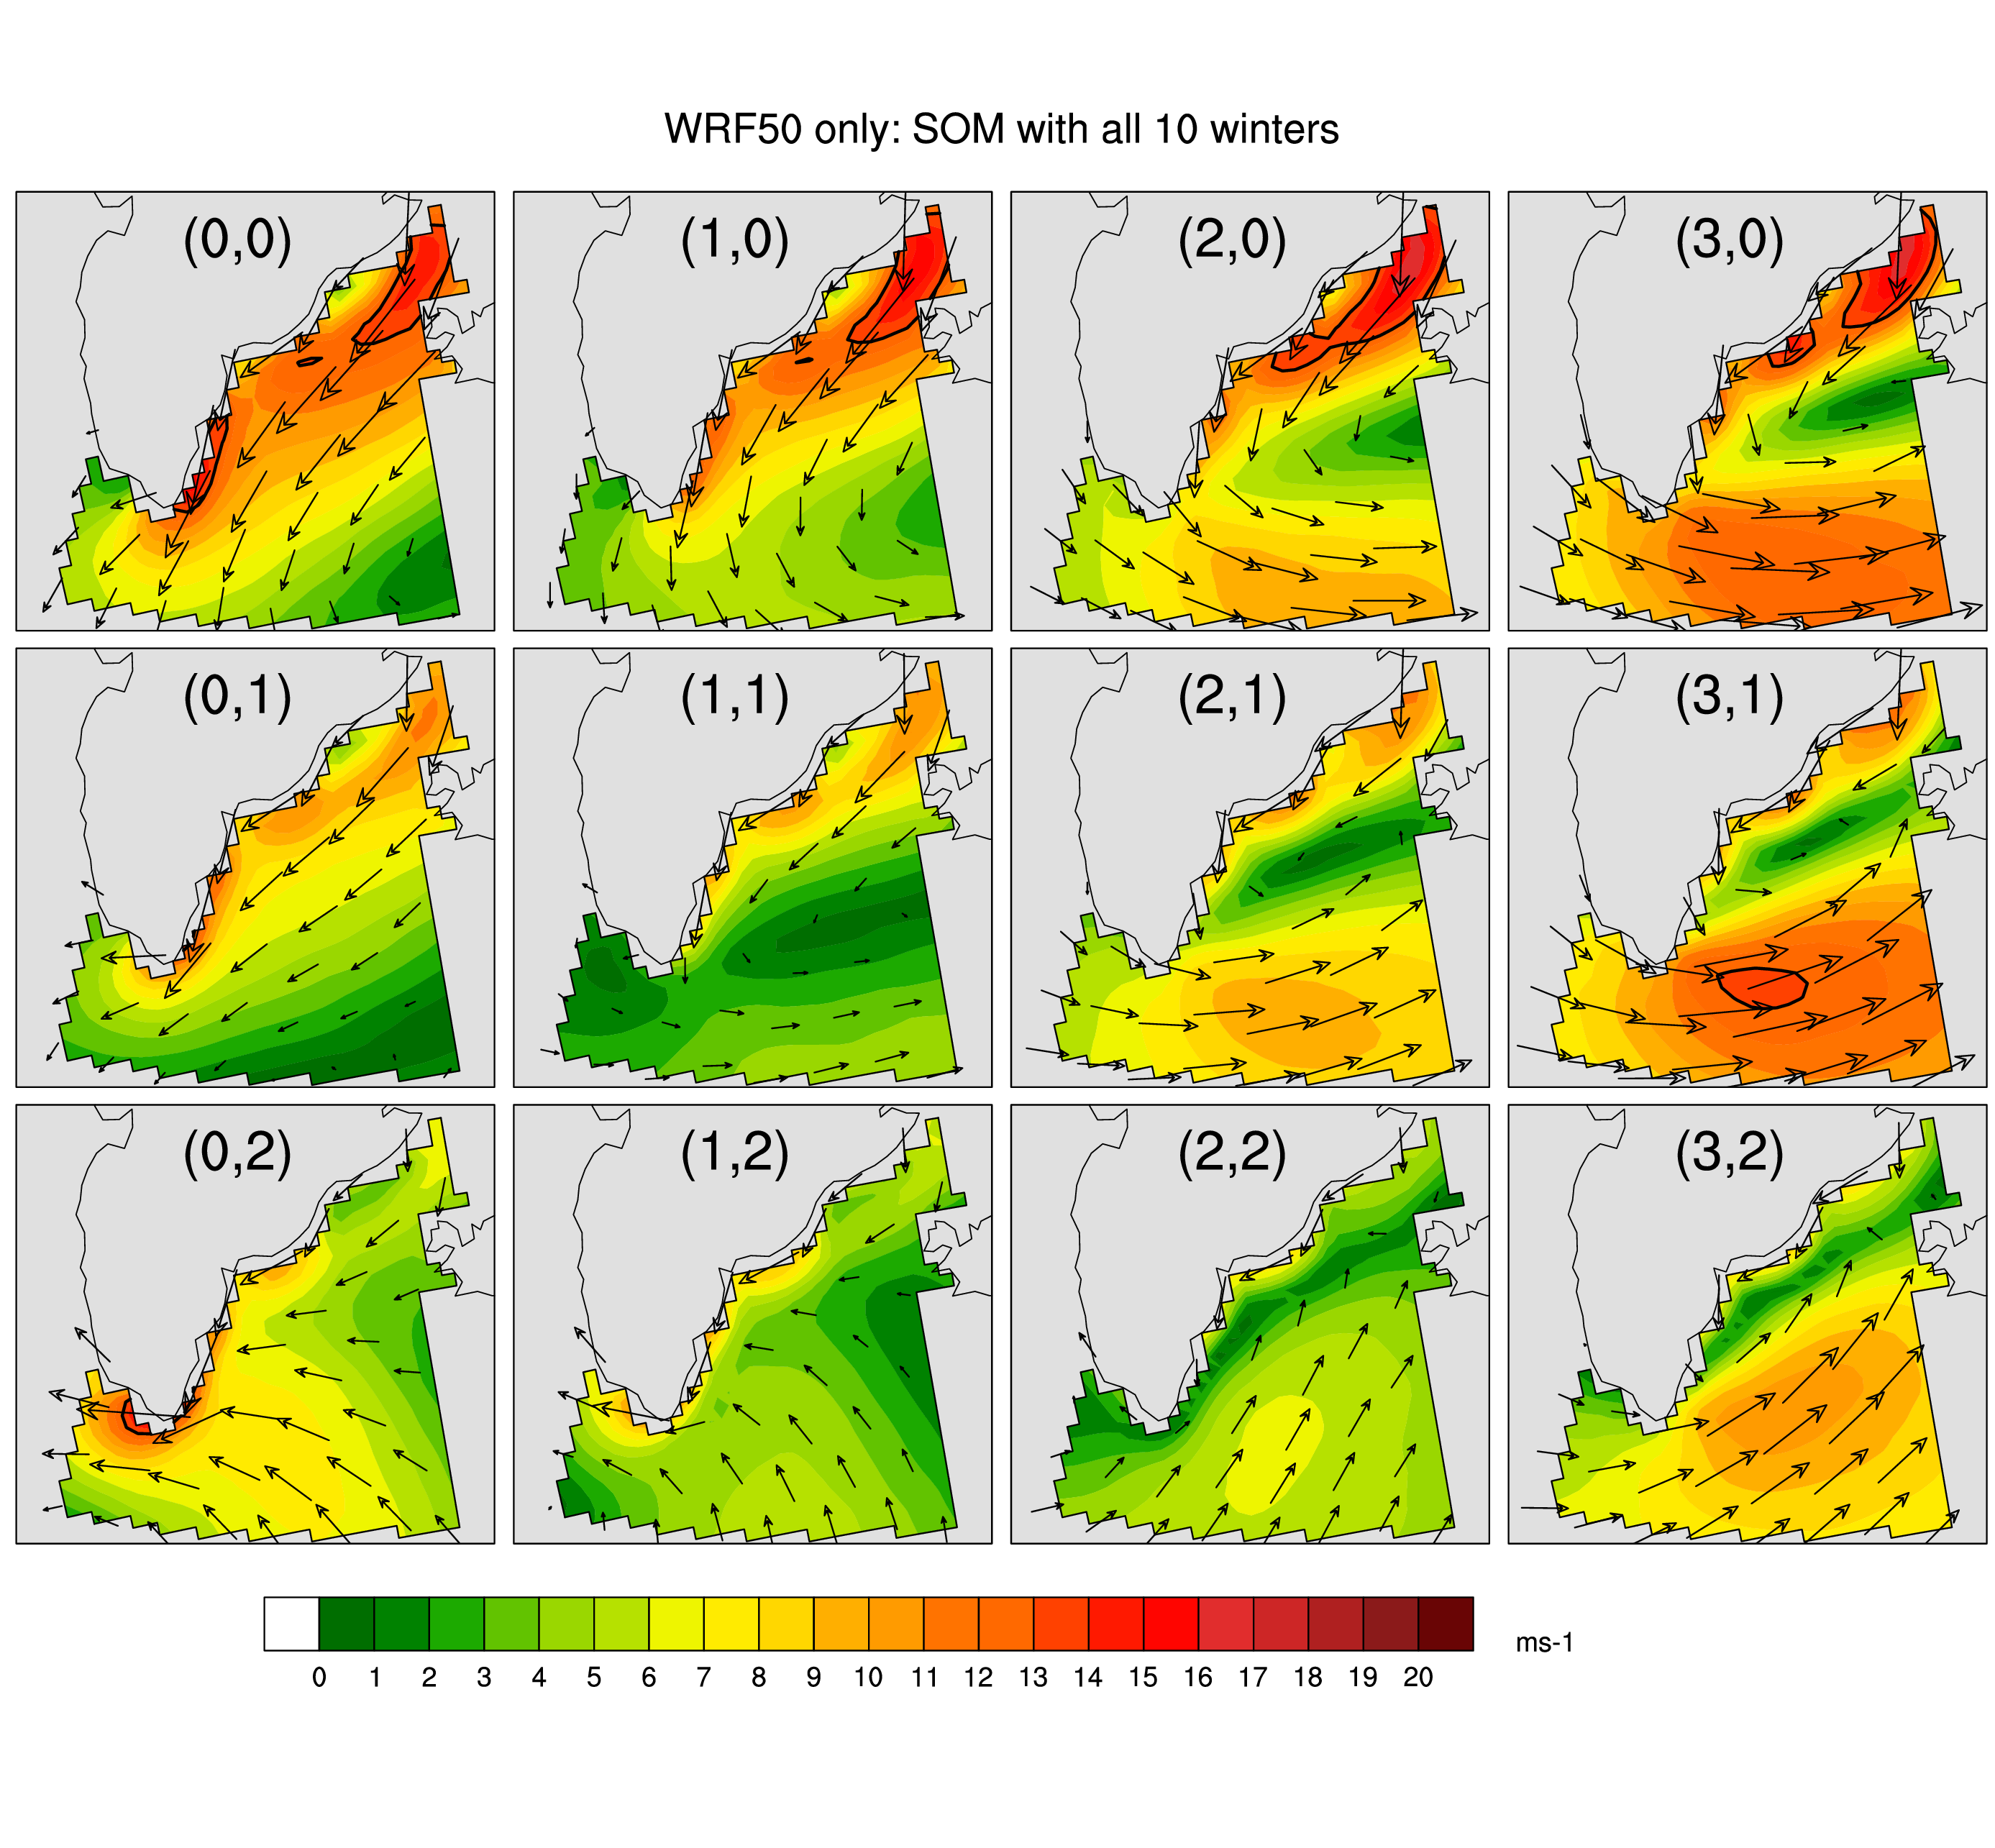 WRF50 only: SOM with all 10 winters
(0,0) (1,0) (2,0) (3,0)
(0,1) (1,1) (2,1) (3,1)
(0,2) (1,2) (2,2) (3,2)
ms-1
0 1 2 3 4 5 6 7 8 9 10 11 12 13 14 15 16 17 18 19 20